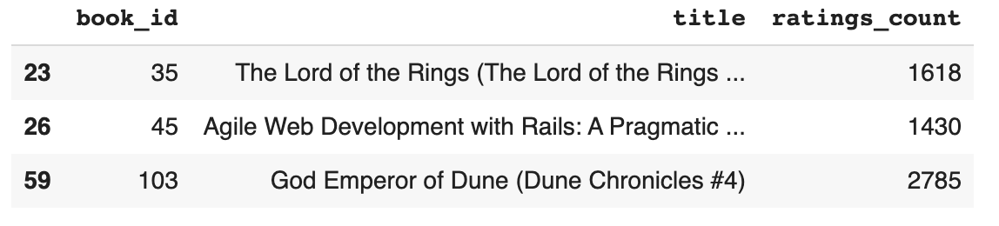 book_id title ratings_count
23 35 The Lord of the Rings (The Lord of the Rings ... 1618
26 45 Agile Web Development with Rails: A Pragmatic ... 1430
59 103 God Emperor of Dune (Dune Chronicles #4) 2785